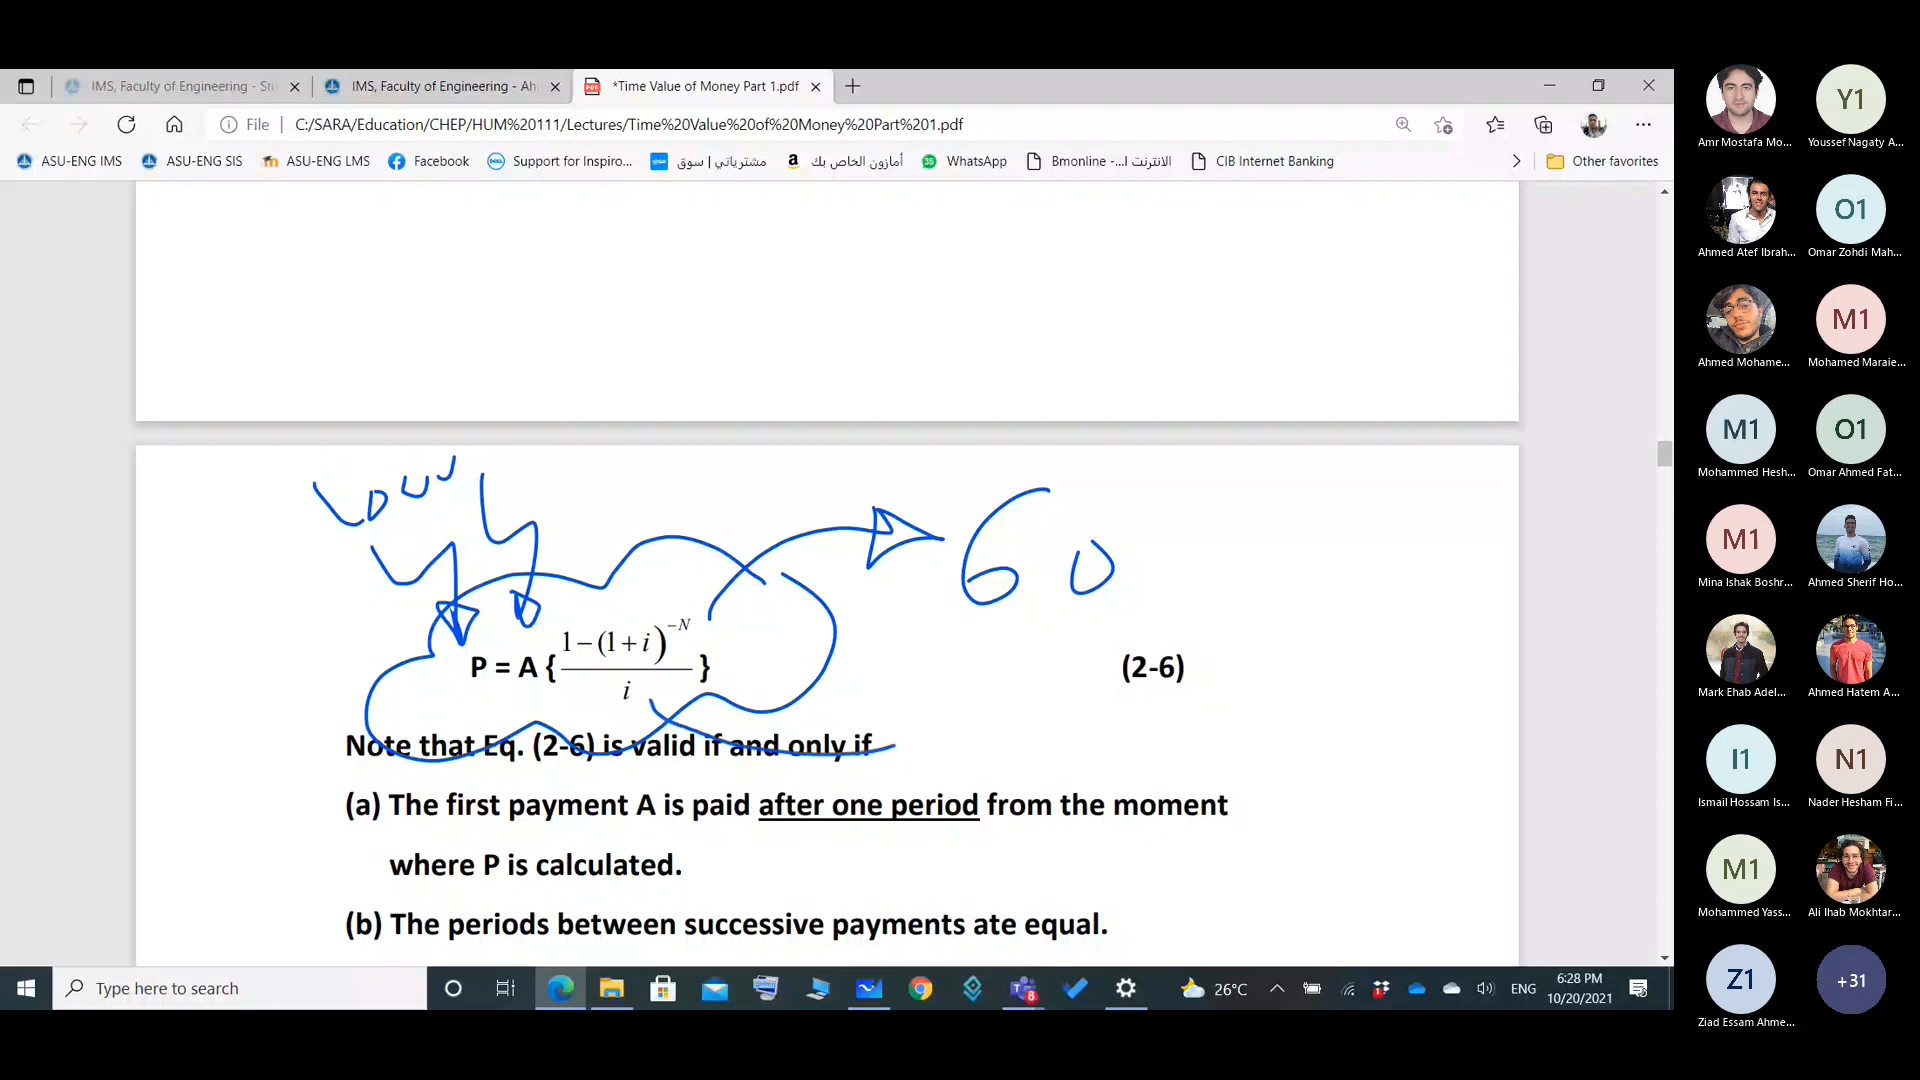 IMS, Faculty of Engineering - Stu
IMS, Faculty of Engineering - Ah
*Time Value of Money Part 1.pdf
File
C:/SARA/Education/CHEP/HUM%20111/Lectures/Time%20Value%20of%20Money%20Part%201.pdf
ASU-ENG IMS
ASU-ENG SIS
ASU-ENG LMS
Facebook
Support for Inspiro...
مشترياتي | سوق
أمازون الخاص بك
WhatsApp
Bmonline -...الانترنت ا
CIB Internet Banking
Other favorites
60
P = A {\frac{1-(1+i)^{-N}}{i}}
(2-6)
Note that Eq. (2-6) is valid if and only if
(a) The first payment A is paid after one period from the moment
where P is calculated.
(b) The periods between successive payments ate equal.
Type here to search
26°C
ENG
6:28 PM
10/20/2021
Amr Mostafa Mo...
Y1
Youssef Nagaty A...
Ahmed Atef Ibrah...
O1
Omar Zohdi Mah...
Ahmed Mohame...
M1
Mohamed Maraie...
M1
Mohammed Hesh...
O1
Omar Ahmed Fat...
M1
Mina Ishak Boshr...
Ahmed Sherif Ho...
Mark Ehab Adel...
Ahmed Hatem A...
I1
Ismail Hossam Is...
N1
Nader Hesham Fi...
M1
Mohammed Yass...
Ali Ihab Mokhtar...
Z1
Ziad Essam Ahme...
+31